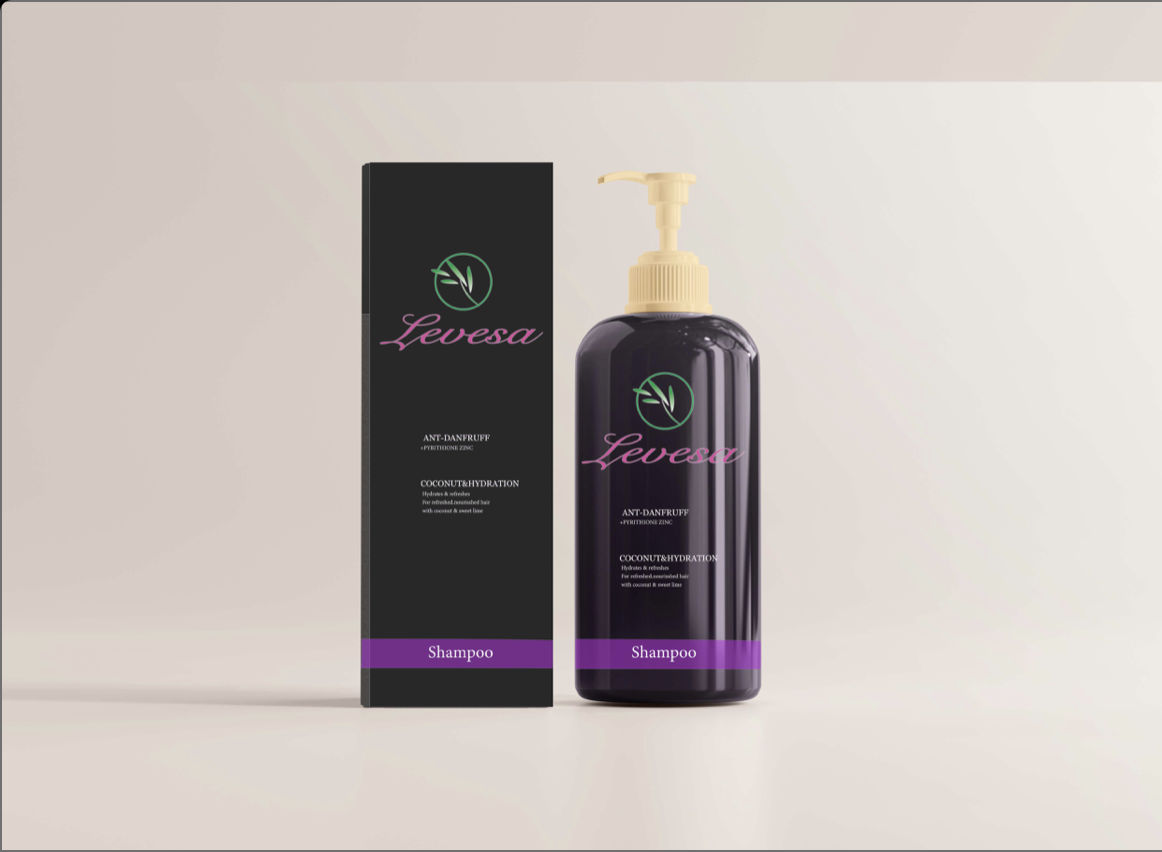 Levesa
ANT-DANFRUFF
+PYRITHIONE ZINC
COCONUT&HYDRATION
Hydrates & refreshes
For refreshed,nourished hair
with coconut & sweet lime
Shampoo
Levesa
ANT-DANFRUFF
+PYRITHIONE ZINC
COCONUT&HYDRATION
Hydrates & refreshes
For refreshed,nourished hair
with coconut & sweet lime
Shampoo